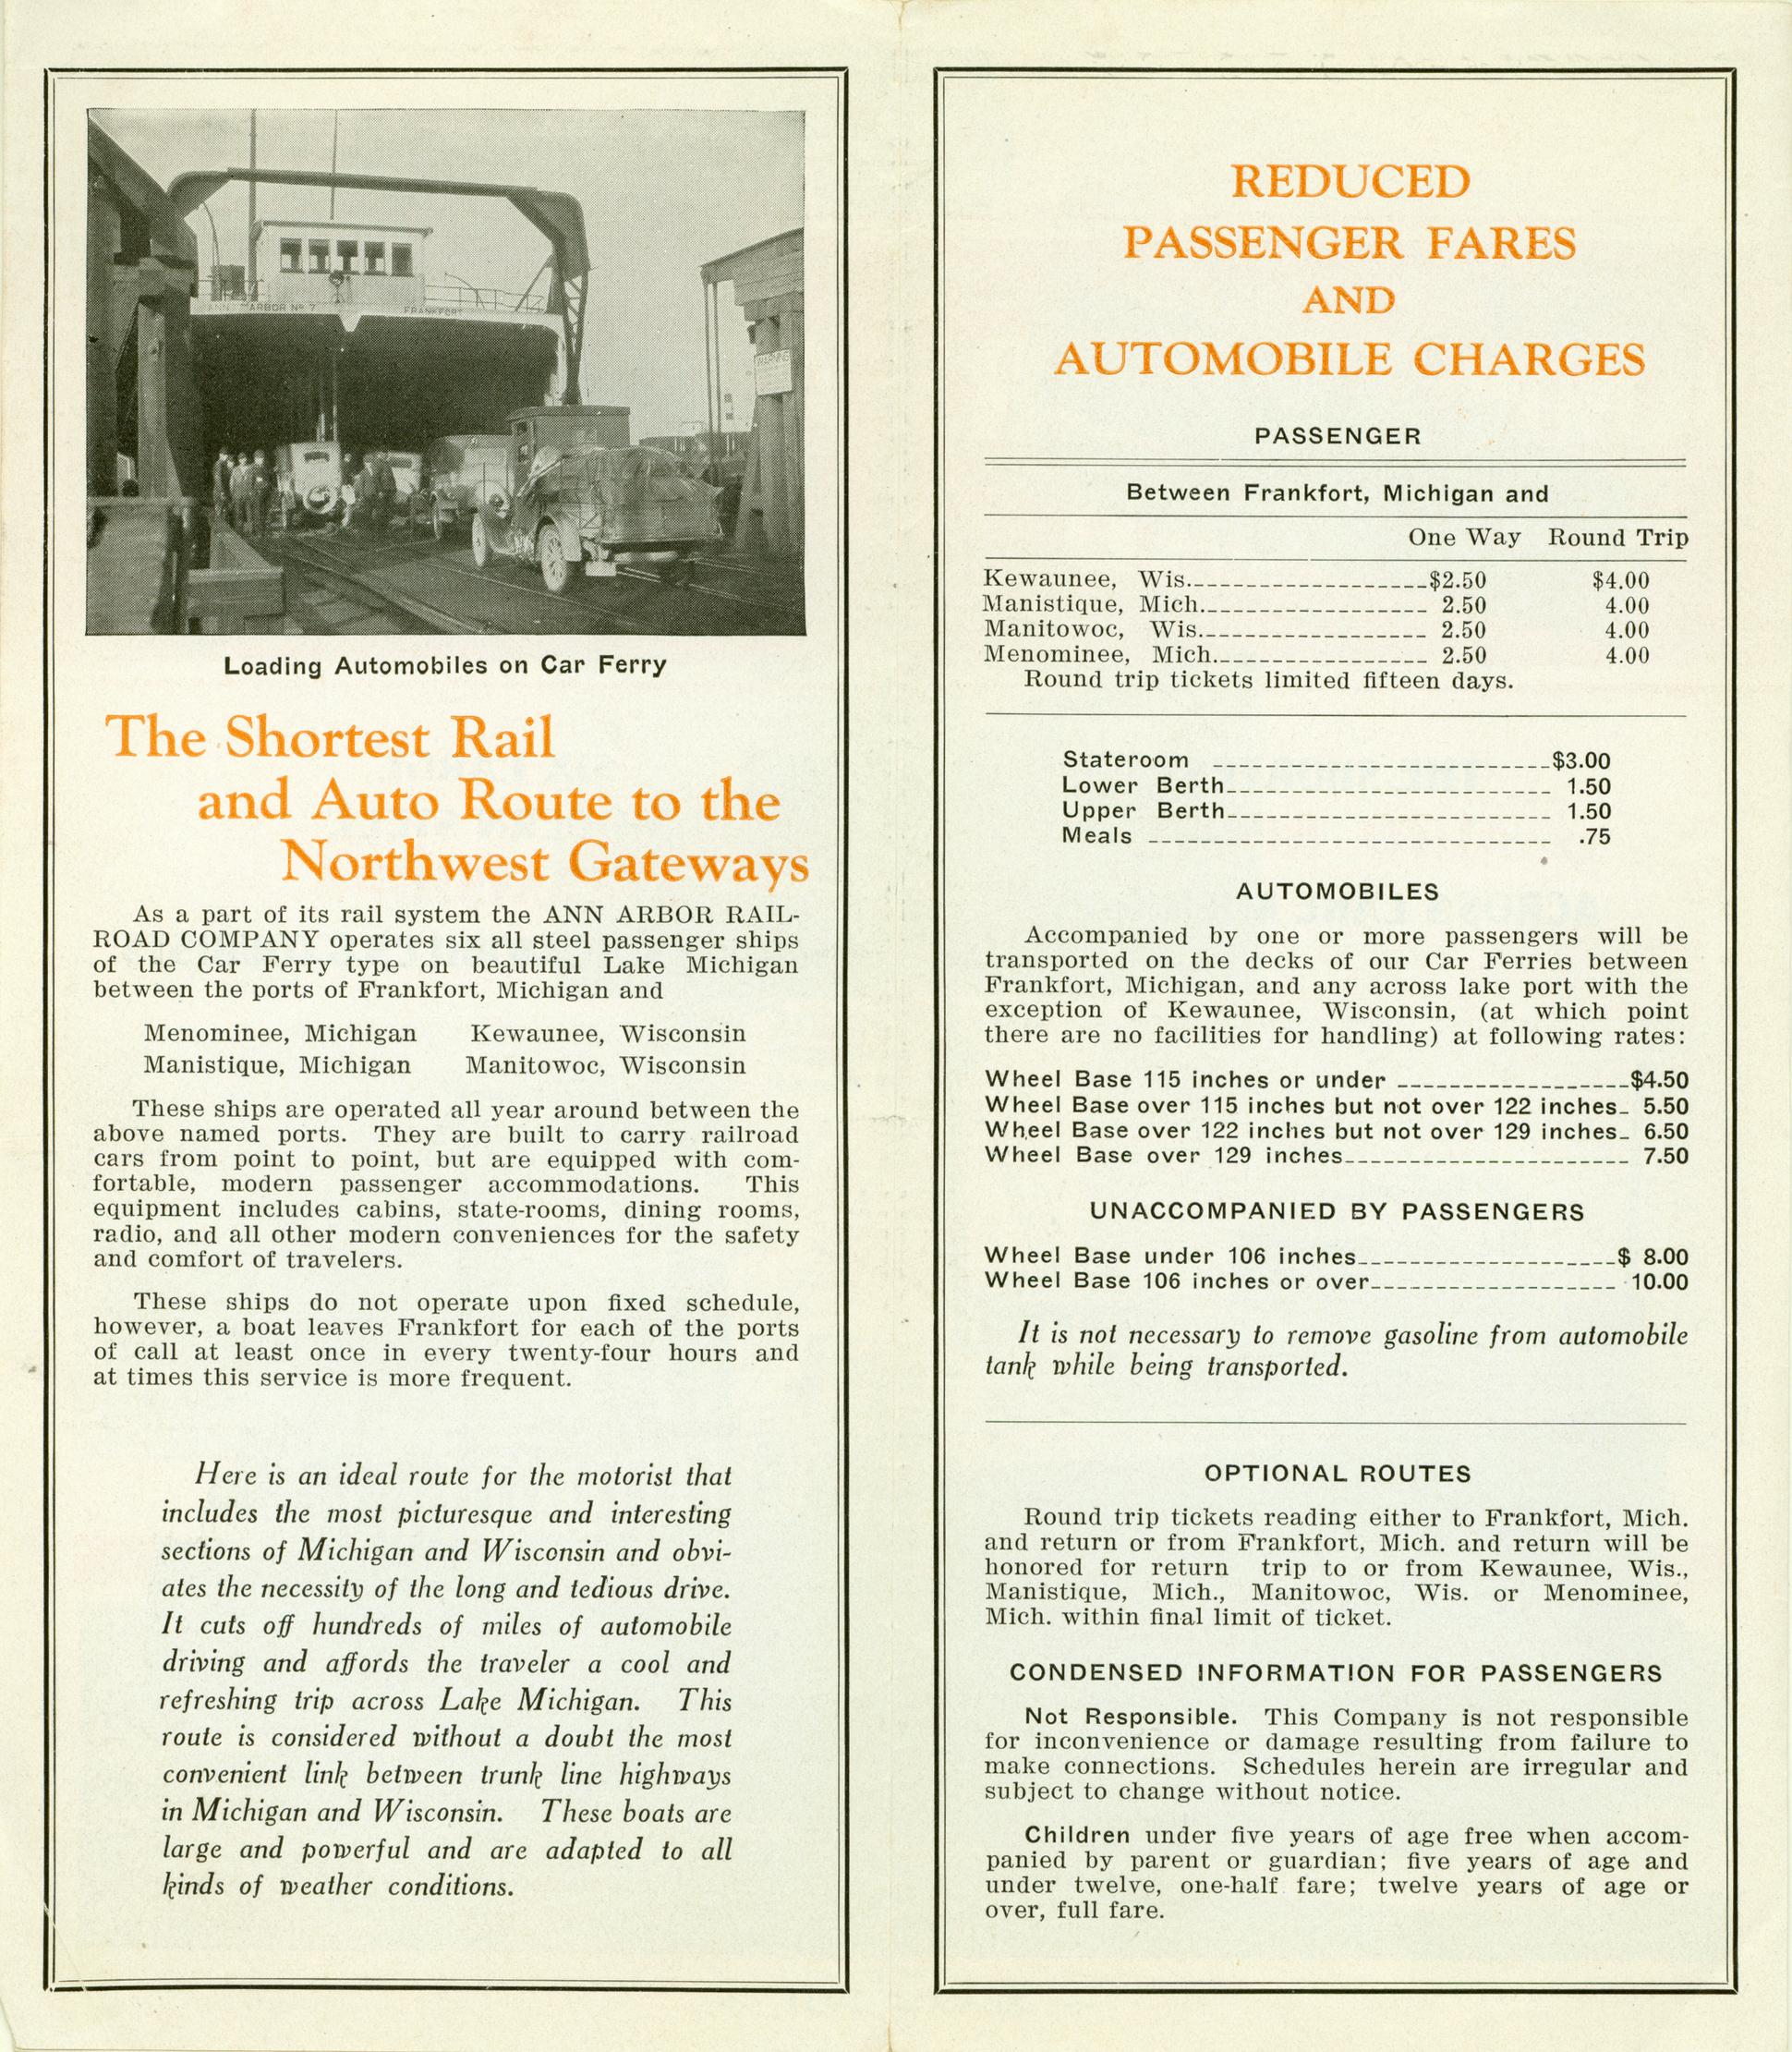 ARBOR Nº 7 FRANKFORT
Loading Automobiles on Car Ferry
The Shortest Rail
and Auto Route to the
Northwest Gateways
As a part of its rail system the ANN ARBOR RAIL-
ROAD COMPANY operates six all steel passenger ships
of the Car Ferry type on beautiful Lake Michigan
between the ports of Frankfort, Michigan and
Menominee, Michigan Kewaunee, Wisconsin
Manistique, Michigan Manitowoc, Wisconsin
These ships are operated all year around between the
above named ports. They are built to carry railroad
cars from point to point, but are equipped with com-
fortable, modern passenger accommodations. This
equipment includes cabins, state-rooms, dining rooms,
radio, and all other modern conveniences for the safety
and comfort of travelers.
These ships do not operate upon fixed schedule,
however, a boat leaves Frankfort for each of the ports
of call at least once in every twenty-four hours and
at times this service is more frequent.
Here is an ideal route for the motorist that
includes the most picturesque and interesting
sections of Michigan and Wisconsin and obvi-
ates the necessity of the long and tedious drive.
It cuts off hundreds of miles of automobile
driving and affords the traveler a cool and
refreshing trip across Lake Michigan. This
route is considered without a doubt the most
convenient link between trunk line highways
in Michigan and Wisconsin. These boats are
large and powerful and are adapted to all
kinds of weather conditions.
REDUCED
PASSENGER FARES
AND
AUTOMOBILE CHARGES
PASSENGER
Between Frankfort, Michigan and
One Way Round Trip
Kewaunee, Wis. $2.50 $4.00
Manistique, Mich. 2.50 4.00
Manitowoc, Wis. 2.50 4.00
Menominee, Mich. 2.50 4.00
Round trip tickets limited fifteen days.
Stateroom $3.00
Lower Berth 1.50
Upper Berth 1.50
Meals .75
AUTOMOBILES
Accompanied by one or more passengers will be
transported on the decks of our Car Ferries between
Frankfort, Michigan, and any across lake port with the
exception of Kewaunee, Wisconsin, (at which point
there are no facilities for handling) at following rates:
Wheel Base 115 inches or under $4.50
Wheel Base over 115 inches but not over 122 inches 5.50
Wheel Base over 122 inches but not over 129 inches 6.50
Wheel Base over 129 inches 7.50
UNACCOMPANIED BY PASSENGERS
Wheel Base under 106 inches $ 8.00
Wheel Base 106 inches or over 10.00
It is not necessary to remove gasoline from automobile
tank while being transported.
OPTIONAL ROUTES
Round trip tickets reading either to Frankfort, Mich.
and return or from Frankfort, Mich. and return will be
honored for return trip to or from Kewaunee, Wis.,
Manistique, Mich., Manitowoc, Wis. or Menominee,
Mich. within final limit of ticket.
CONDENSED INFORMATION FOR PASSENGERS
Not Responsible. This Company is not responsible
for inconvenience or damage resulting from failure to
make connections. Schedules herein are irregular and
subject to change without notice.
Children under five years of age free when accom-
panied by parent or guardian; five years of age and
under twelve, one-half fare; twelve years of age or
over, full fare.